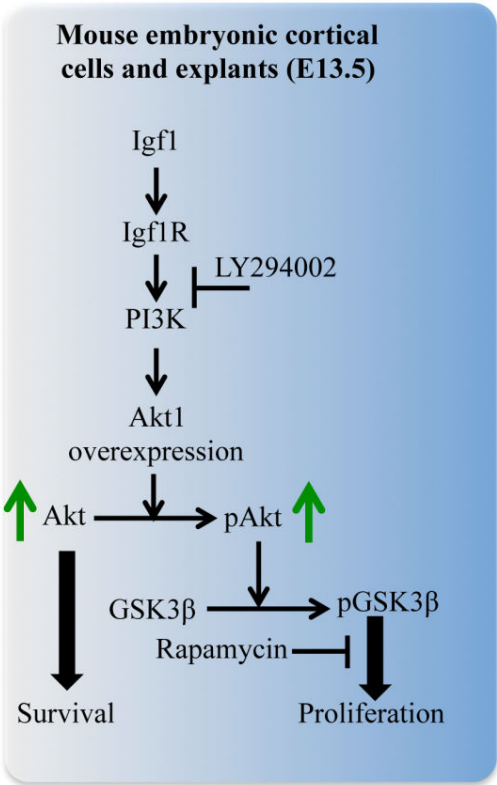 Mouse embryonic cortical
cells and explants (E13.5)
Igf1
Igf1R
LY294002
PI3K
Akt1
overexpression
Akt pAkt
GSK3β pGSK3β
Rapamycin
Survival Proliferation